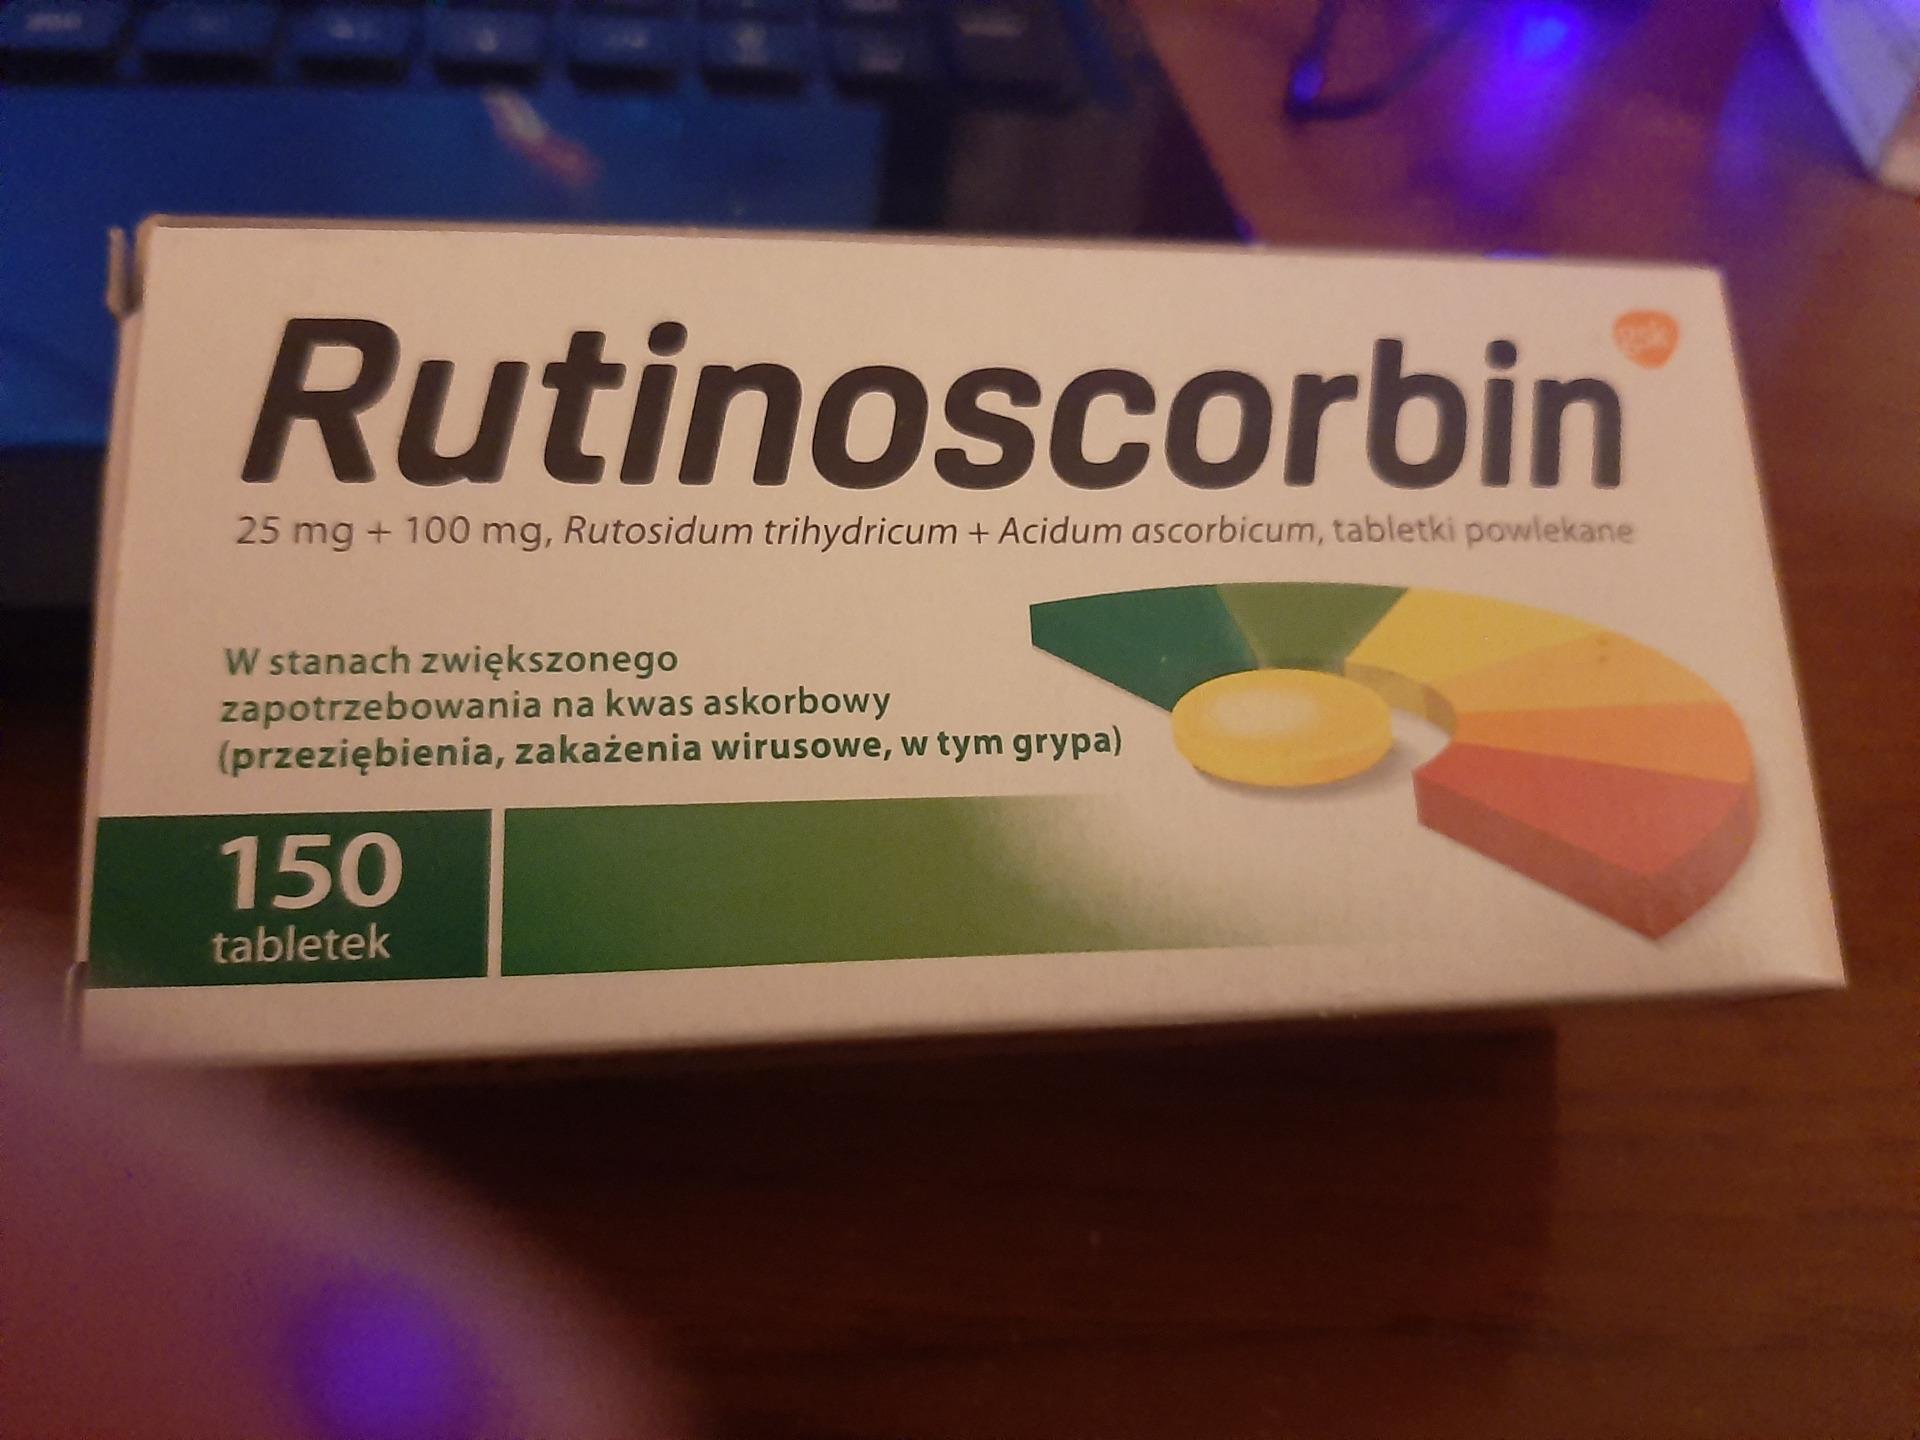 Rutinoscorbin
gsk
25 mg + 100 mg, Rutosidum trihydricum + Acidum ascorbicum, tabletki powlekane
W stanach zwiększonego
zapotrzebowania na kwas askorbowy
(przeziębienia, zakażenia wirusowe, w tym grypa)
150
tabletek